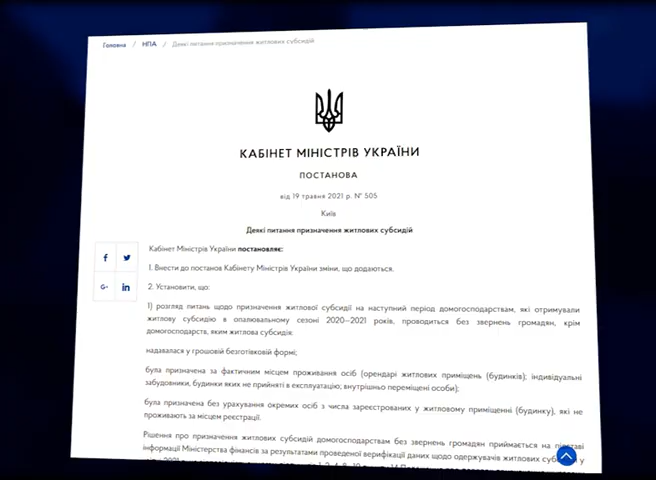 Головна / НПА / Деякі питання призначення житлових субсидій
КАБІНЕТ МІНІСТРІВ УКРАЇНИ
ПОСТАНОВА
від 19 травня 2021 р. № 505
Київ
Деякі питання призначення житлових субсидій
Кабінет Міністрів України постановляє:
1. Внести до постанов Кабінету Міністрів України зміни, що додаються.
2. Установити, що:
1) розгляд питань щодо призначення житлової субсидії на наступний період домогосподарствам, які отримували
житлову субсидію в опалювальному сезоні 2020—2021 років, проводиться без звернень громадян, крім
домогосподарств, яким житлова субсидія:
надавалася у грошовій безготівковій формі;
була призначена за фактичним місцем проживання осіб (орендарі житлових приміщень (будинків); індивідуальні
забудовники, будинки яких не прийняті в експлуатацію; внутрішньо переміщені особи);
була призначена без урахування окремих осіб з числа зареєстрованих у житловому приміщенні (будинку), які не
проживають за місцем реєстрації.
Рішення про призначення житлових субсидій домогосподарствам без звернень громадян приймається на підставі
інформації Міністерства фінансів за результатами проведеної верифікації даних щодо одержувачів житлових